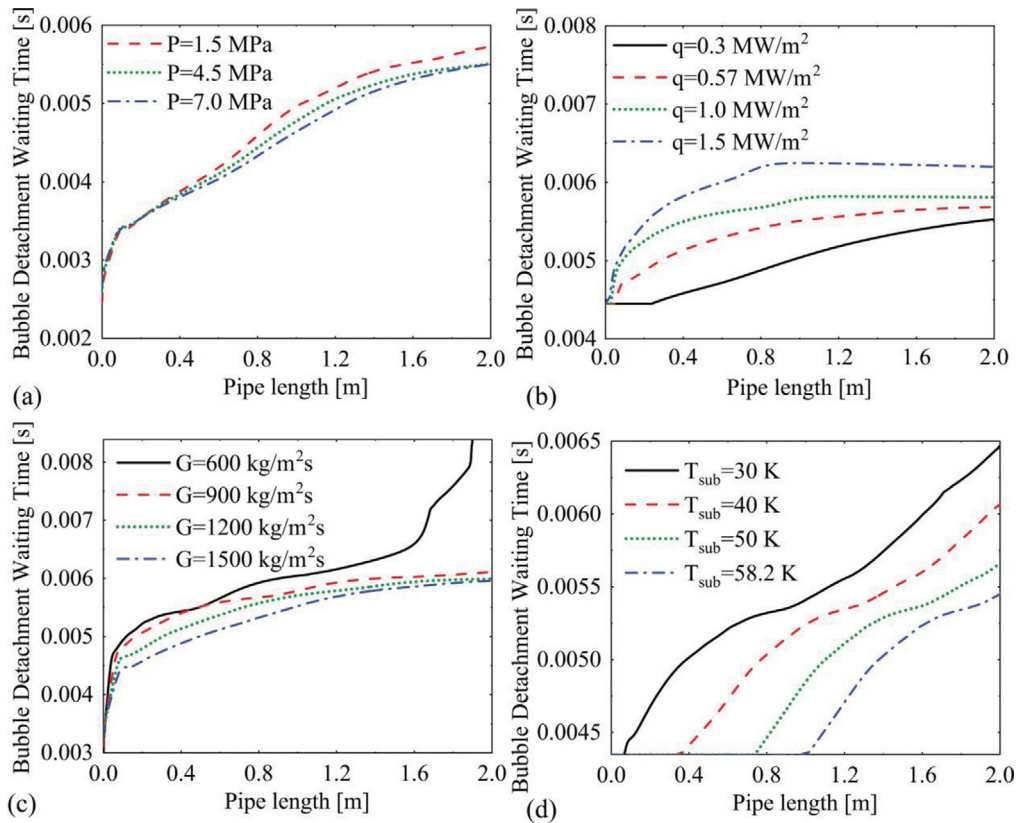 Bubble Detachment Waiting Time [s]
0.006
0.005
0.004
0.003
0.002
P=1.5 MPa
P=4.5 MPa
P=7.0 MPa
0.0 0.4 0.8 1.2 1.6 2.0
Pipe length [m]
(a)
Bubble Detachment Waiting Time [s]
0.008
0.007
0.006
0.005
0.004
q=0.3 MW/m²
q=0.57 MW/m²
q=1.0 MW/m²
q=1.5 MW/m²
0.0 0.4 0.8 1.2 1.6 2.0
Pipe length [m]
(b)
Bubble Detachment Waiting Time [s]
0.008
0.007
0.006
0.005
0.004
0.003
G=600 kg/m²s
G=900 kg/m²s
G=1200 kg/m²s
G=1500 kg/m²s
0.0 0.4 0.8 1.2 1.6 2.0
Pipe length [m]
(c)
Bubble Detachment Waiting Time [s]
0.0065
0.0060
0.0055
0.0050
0.0045
T_sub=30 K
T_sub=40 K
T_sub=50 K
T_sub=58.2 K
0.0 0.4 0.8 1.2 1.6 2.0
Pipe length [m]
(d)